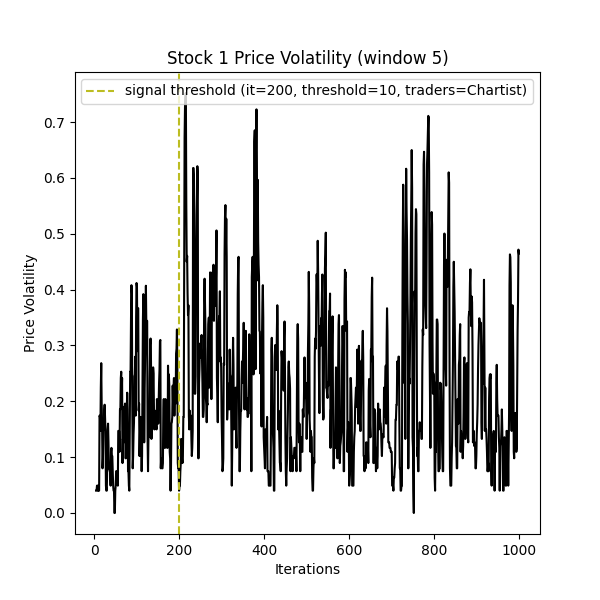 Stock 1 Price Volatility (window 5)
signal threshold (it=200, threshold=10, traders=Chartist)
0.7
0.6
0.5
0.4
0.3
0.2
0.1
0.0
Price Volatility
0 200 400 600 800 1000
Iterations